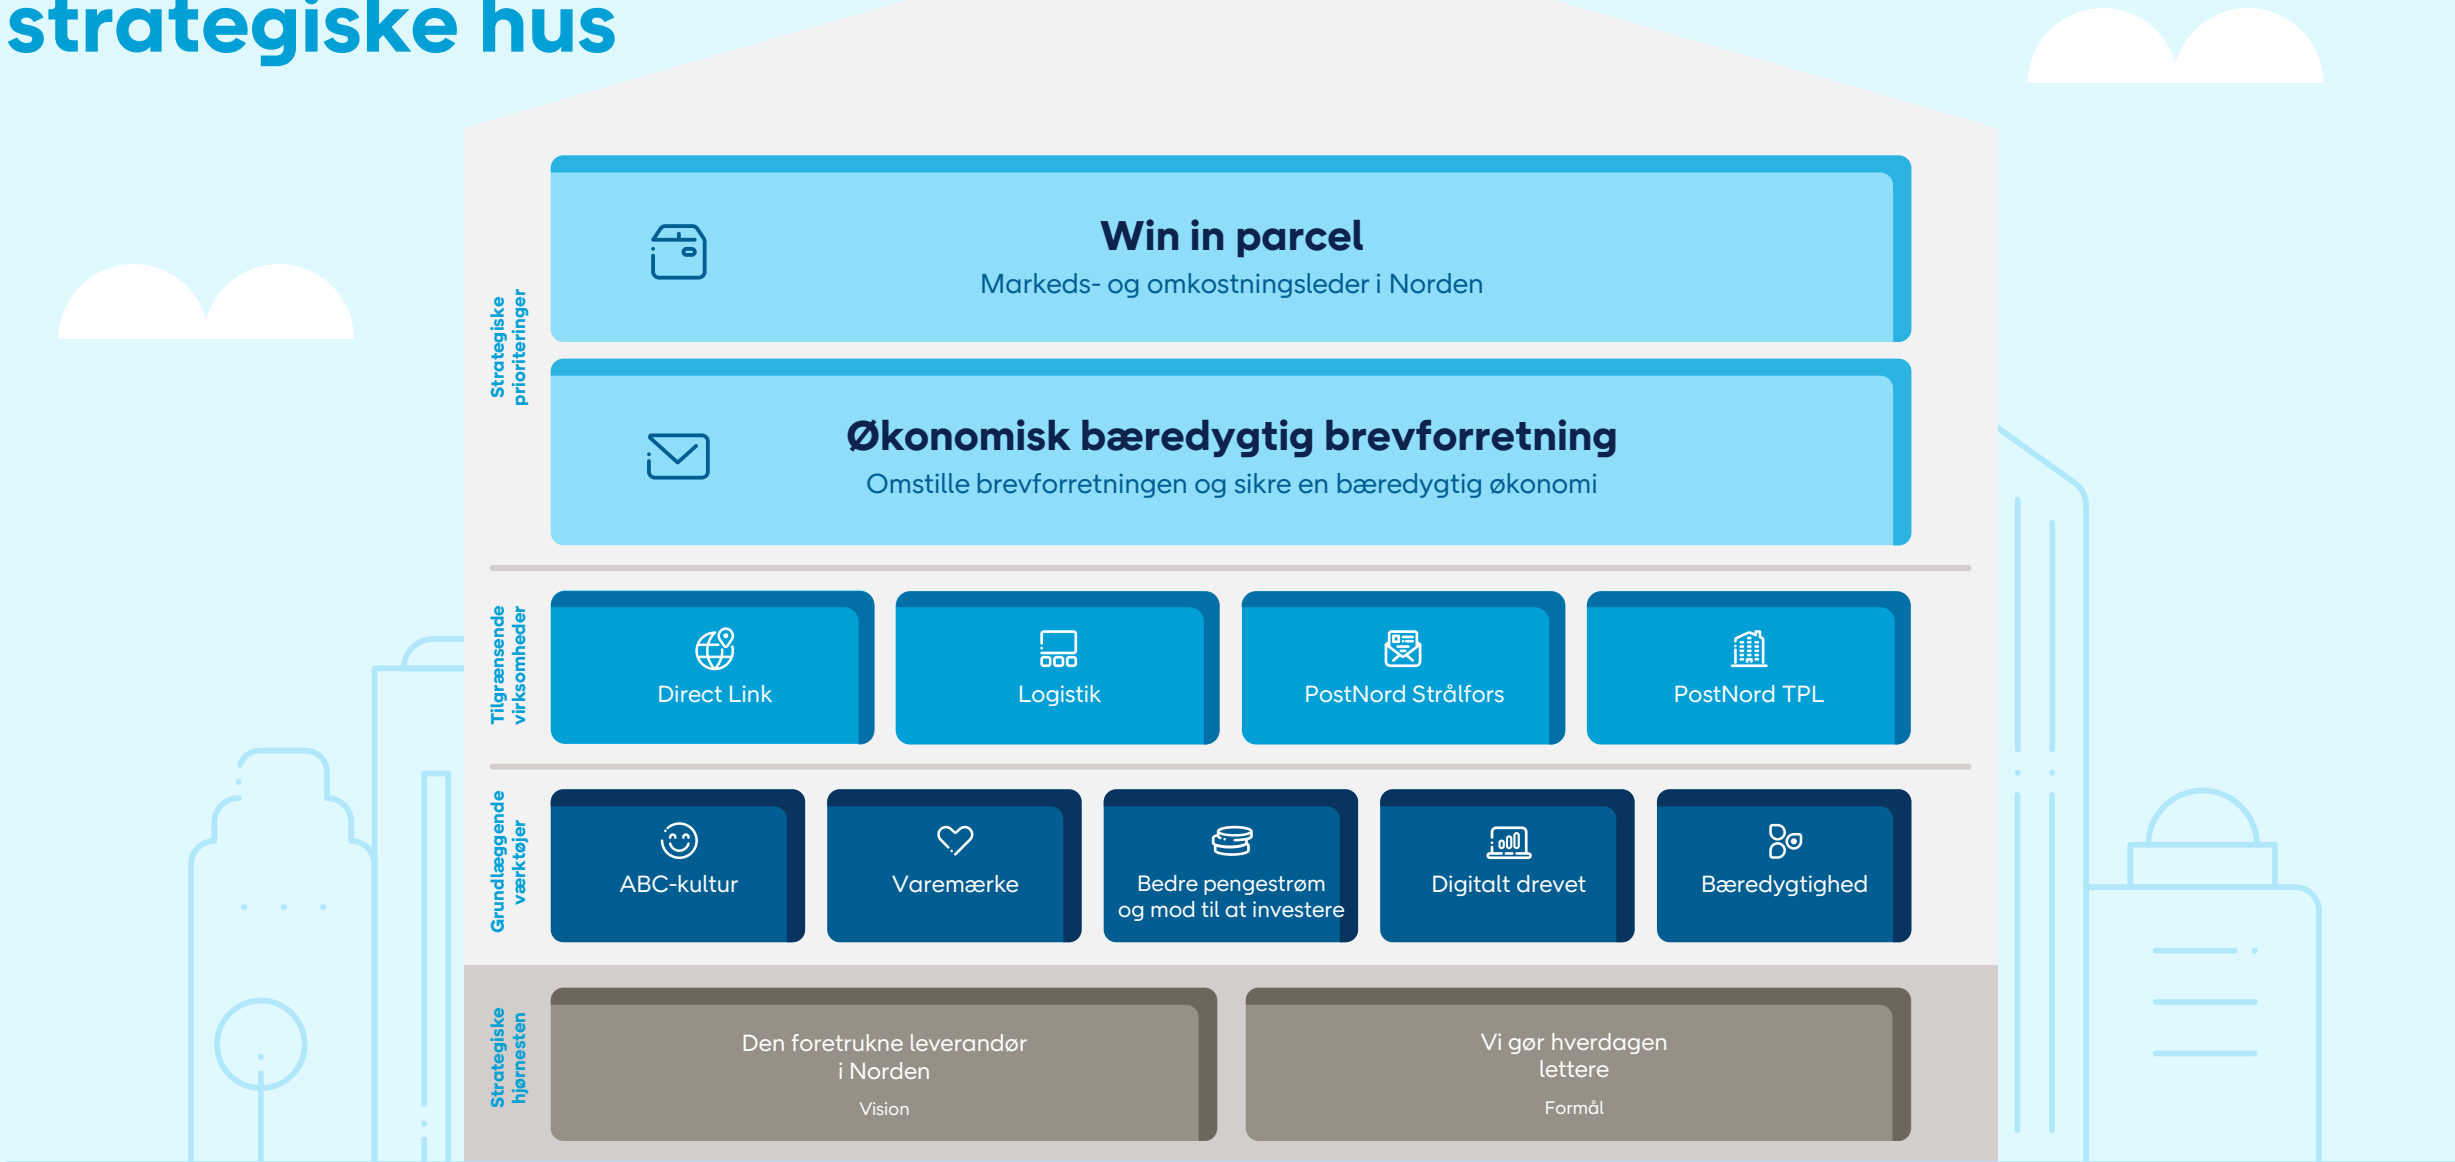 strategiske hus
Strategiske
prioriteringer
Win in parcel
Markeds- og omkostningsleder i Norden
Økonomisk bæredygtig brevforretning
Omstille brevforretningen og sikre en bæredygtig økonomi
Tilgrænsende
virksomheder
Direct Link
Logistik
PostNord Strålfors
PostNord TPL
Grundlæggende
værktøjer
ABC-kultur
Varemærke
Bedre pengestrøm
og mod til at investere
Digitalt drevet
Bæredygtighed
Strategiske
hjørnesten
Den foretrukne leverandør
i Norden
Vision
Vi gør hverdagen
lettere
Formål